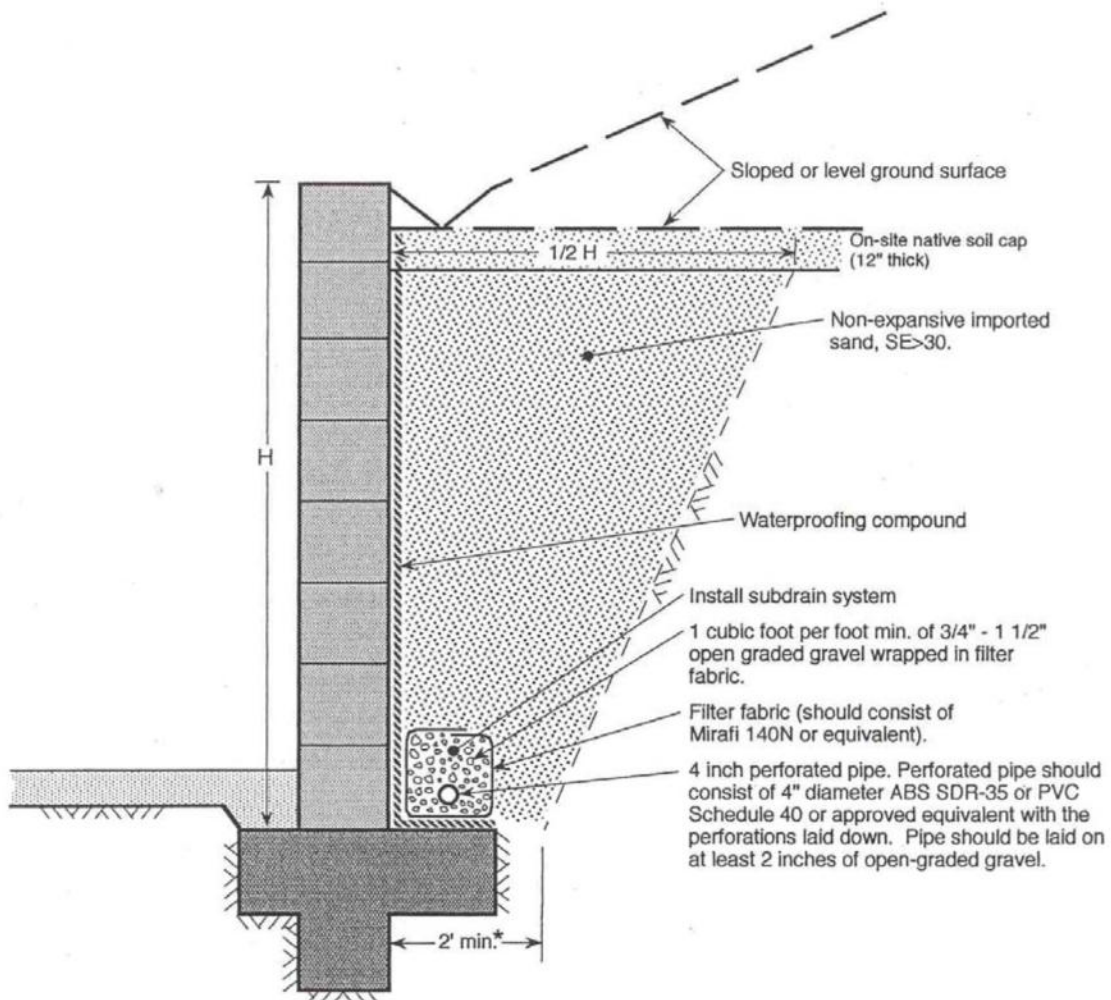 Sloped or level ground surface
1/2 H
On-site native soil cap
(12" thick)
Non-expansive imported
sand, SE>30.
H
Waterproofing compound
Install subdrain system
1 cubic foot per foot min. of 3/4" - 1 1/2"
open graded gravel wrapped in filter
fabric.
Filter fabric (should consist of
Mirafi 140N or equivalent).
4 inch perforated pipe. Perforated pipe should
consist of 4" diameter ABS SDR-35 or PVC
Schedule 40 or approved equivalent with the
perforations laid down.  Pipe should be laid on
at least 2 inches of open-graded gravel.
2' min.*